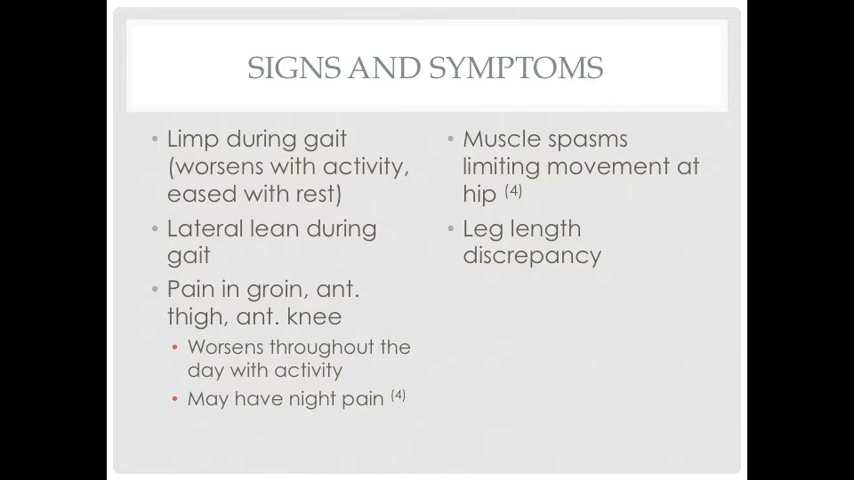 SIGNS AND SYMPTOMS
• Limp during gait
(worsens with activity,
eased with rest)
• Lateral lean during
gait
• Pain in groin, ant.
thigh, ant. knee
• Worsens throughout the
day with activity
• May have night pain (4)
• Muscle spasms
limiting movement at
hip (4)
• Leg length
discrepancy